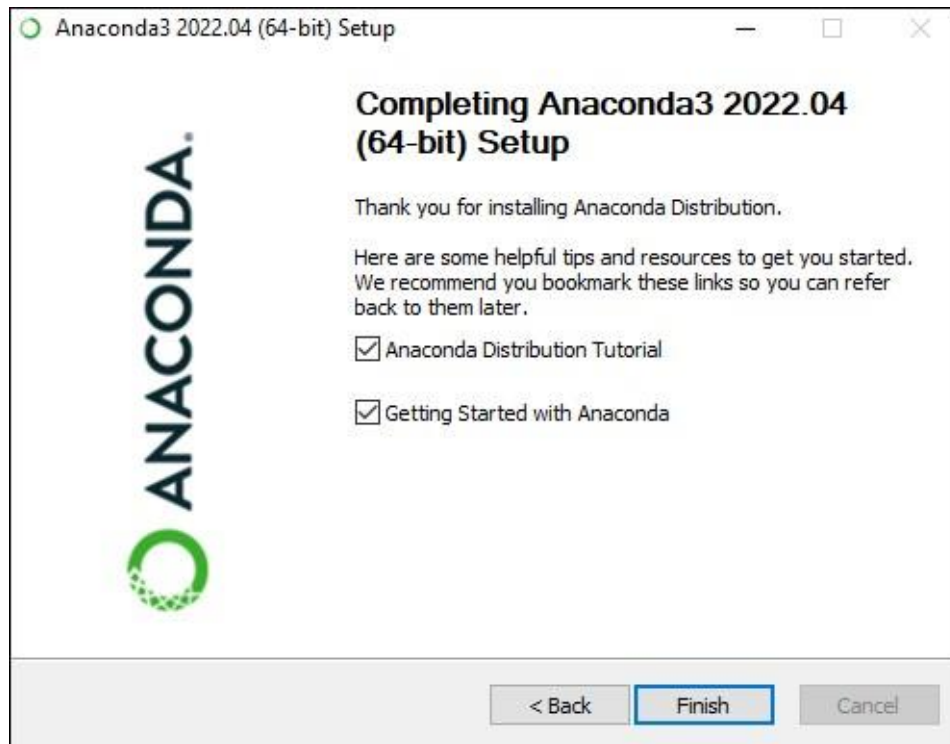 Anaconda3 2022.04 (64-bit) Setup
Completing Anaconda3 2022.04
(64-bit) Setup
Thank you for installing Anaconda Distribution.
Here are some helpful tips and resources to get you started.
We recommend you bookmark these links so you can refer
back to them later.
Anaconda Distribution Tutorial
Getting Started with Anaconda
ANACONDA.
< Back
Finish
Cancel